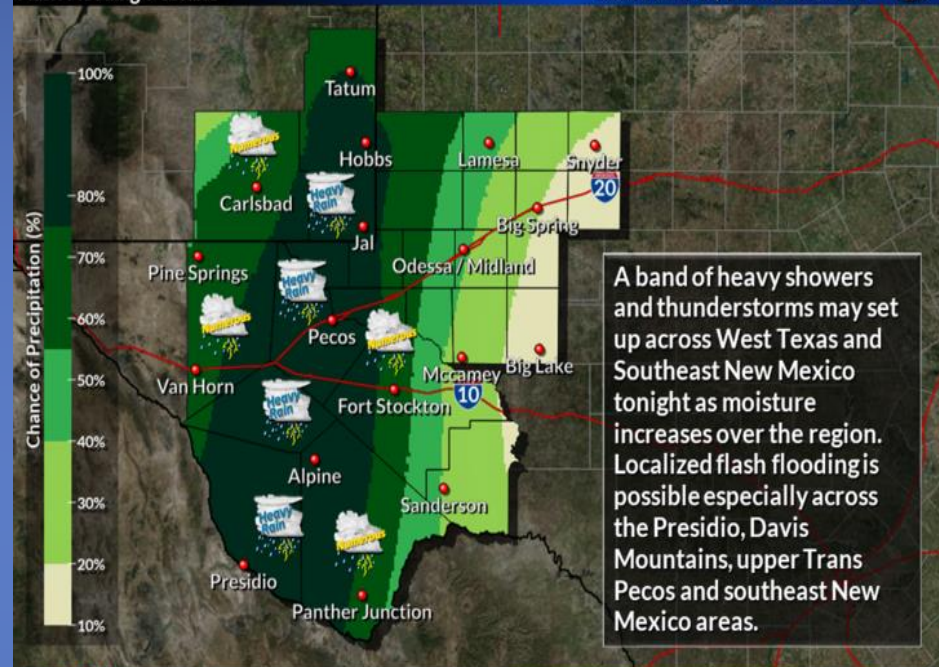 100%
80%
70%
60%
50%
40%
30%
20%
10%
Chance of Precipitation (%)
Tatum
Numerous
Hobbs
Lamesa
Snyder
Carlsbad
Heavy Rain
20
Jal
Big Spring
Pine Springs
Odessa / Midland
Heavy Rain
Numerous
Pecos
Numerous
Van Horn
Mccamey
Big Lake
Heavy Rain
Fort Stockton
10
Alpine
Sanderson
Heavy Rain
Numerous
Presidio
Panther Junction
A band of heavy showers
and thunderstorms may set
up across West Texas and
Southeast New Mexico
tonight as moisture
increases over the region.
Localized flash flooding is
possible especially across
the Presidio, Davis
Mountains, upper Trans
Pecos and southeast New
Mexico areas.